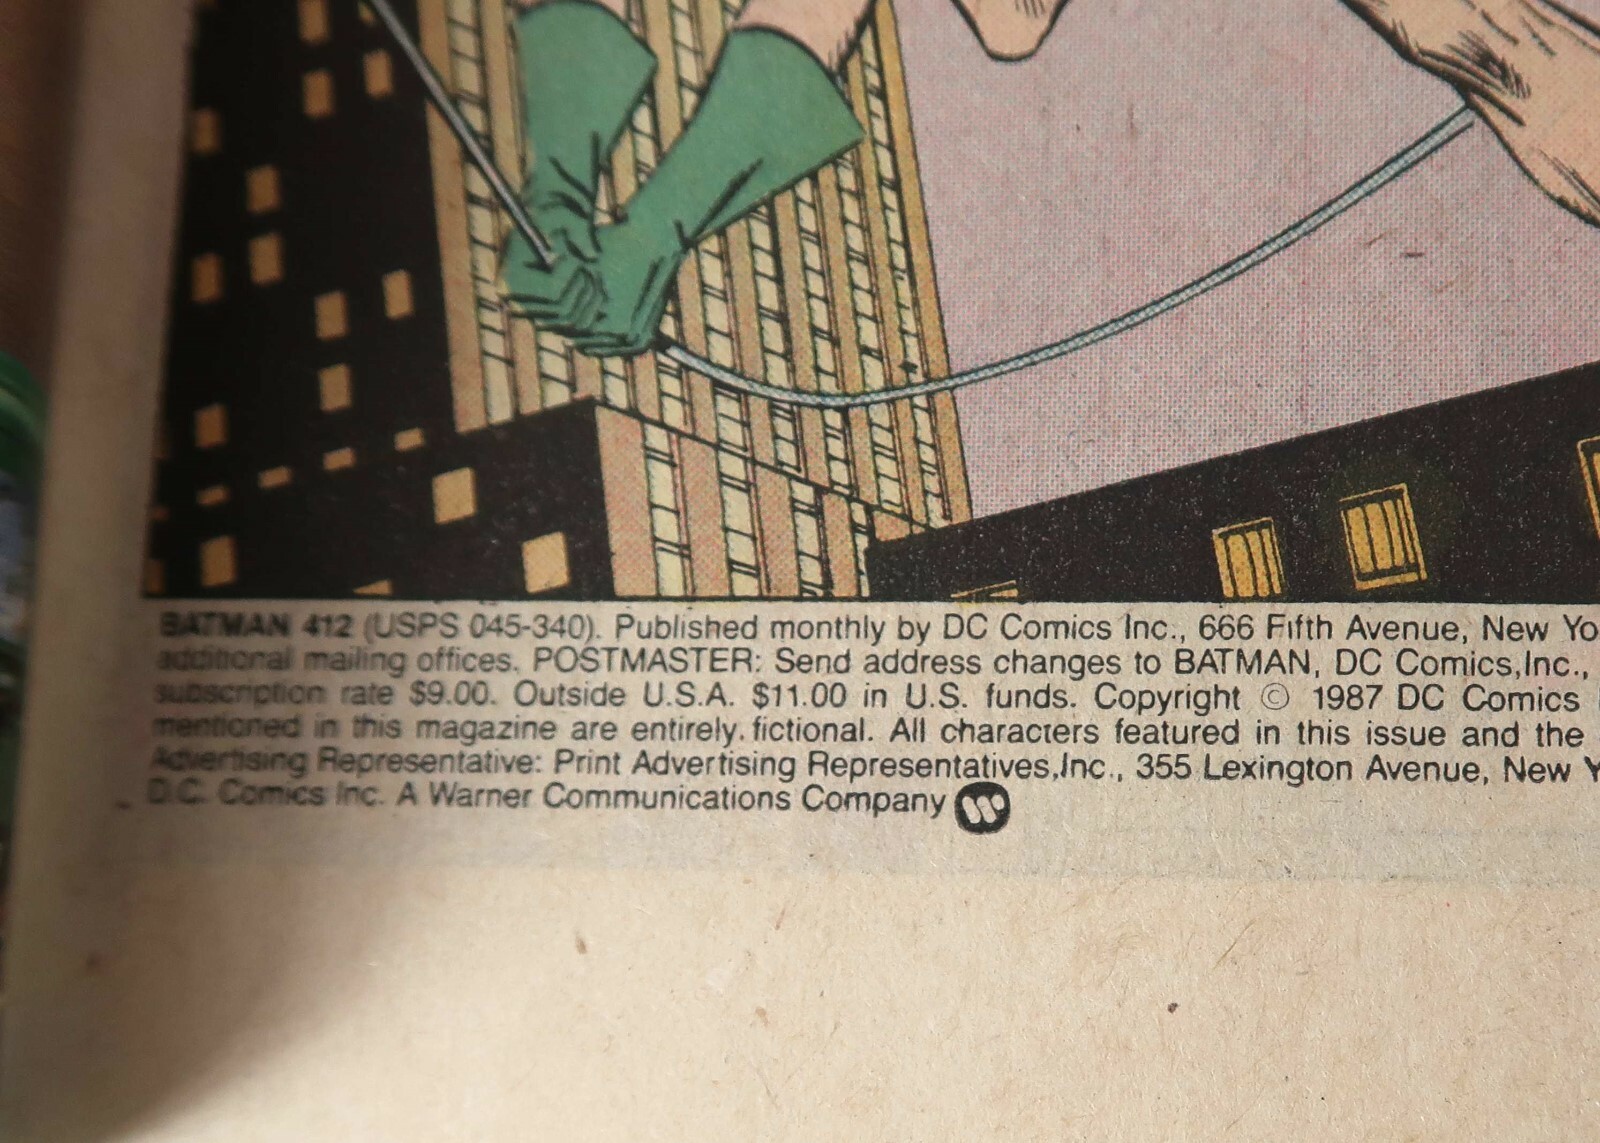 BATMAN 412 (USPS 045-340). Published monthly by DC Comics Inc., 666 Fifth Avenue, New Yo
additional mailing offices. POSTMASTER: Send address changes to BATMAN, DC Comics,Inc.,
subscription rate $9.00. Outside U.S.A. $11.00 in U.S. funds. Copyright © 1987 DC Comics
mentioned in this magazine are entirely. fictional. All characters featured in this issue and the
Advertising Representative: Print Advertising Representatives,Inc., 355 Lexington Avenue, New Y
D.C. Comics Inc. A Warner Communications Company